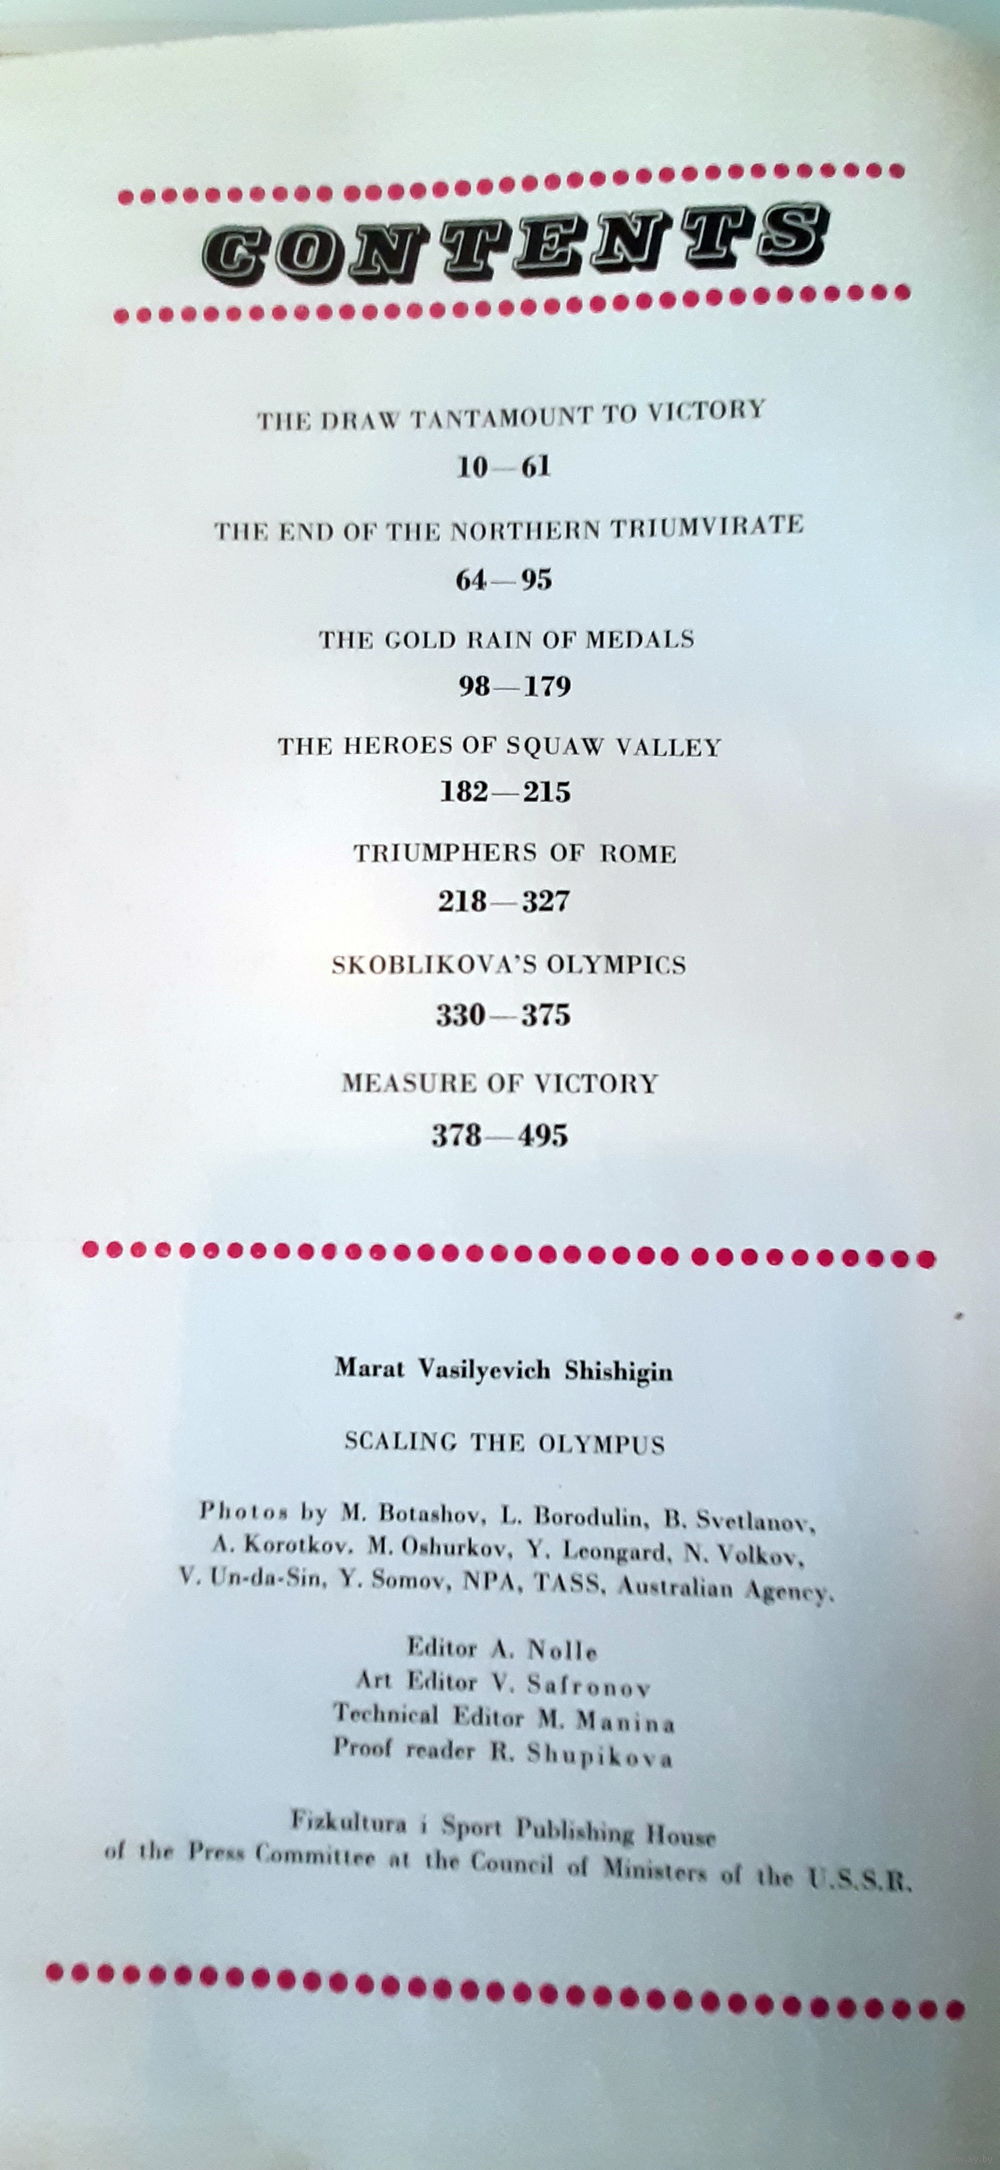 CONTENTS
THE DRAW TANTAMOUNT TO VICTORY
10—61
THE END OF THE NORTHERN TRIUMVIRATE
64—95
THE GOLD RAIN OF MEDALS
98—179
THE HEROES OF SQUAW VALLEY
182—215
TRIUMPHERS OF ROME
218—327
SKOBLIKOVA'S OLYMPICS
330—375
MEASURE OF VICTORY
378—495
Marat Vasilyevich Shishigin
SCALING THE OLYMPUS
Photos by M. Botashov, L. Borodulin, B. Svetlanov,
A. Korotkov. M. Oshurkov, Y. Leongard, N. Volkov,
V. Un-da-Sin, Y. Somov, NPA, TASS, Australian Agency.
Editor A. Nolle
Art Editor V. Safronov
Technical Editor M. Manina
Proof reader R. Shupikova
Fizkultura i Sport Publishing House
of the Press Committee at the Council of Ministers of the U.S.S.R.